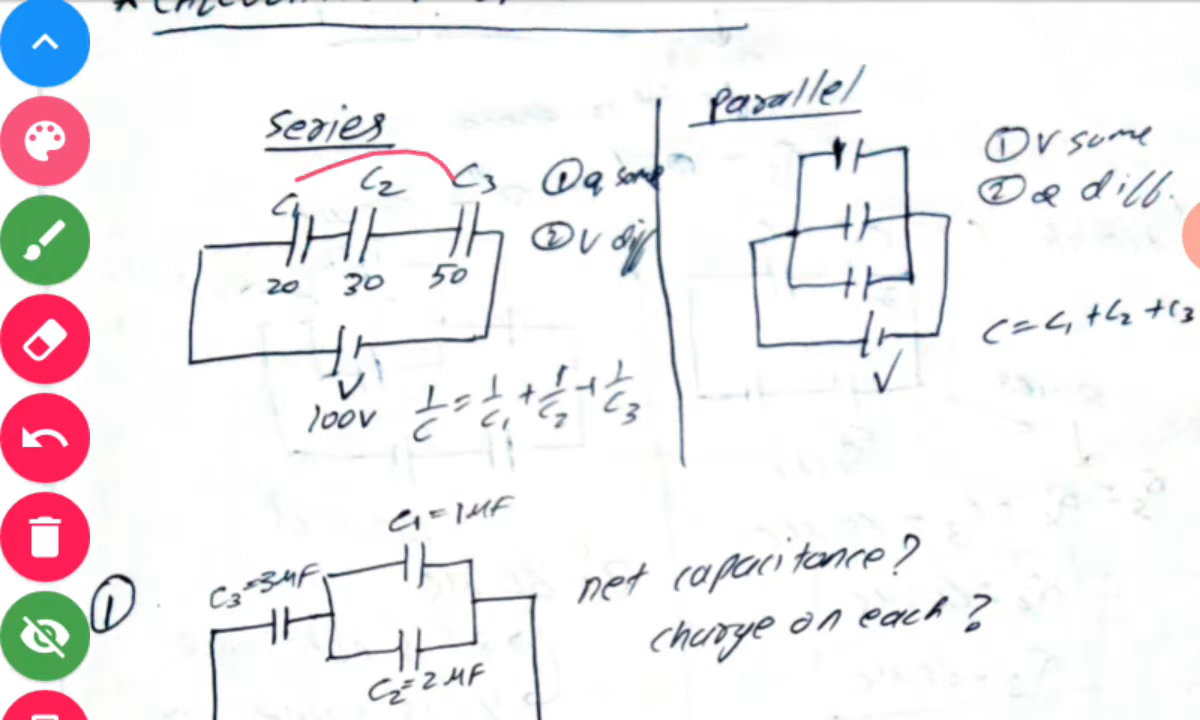 Series
C1 C2 C3
20 30 50
① q same
② V diff
V
100V
1/C = 1/C1 + 1/C2 + 1/C3
Parallel
① V same
② Q diff.
C = C1 + C2 + C3
V
①
C1 = 1μF
C3 = 3μF
C2 = 2μF
net capacitance?
charge on each?